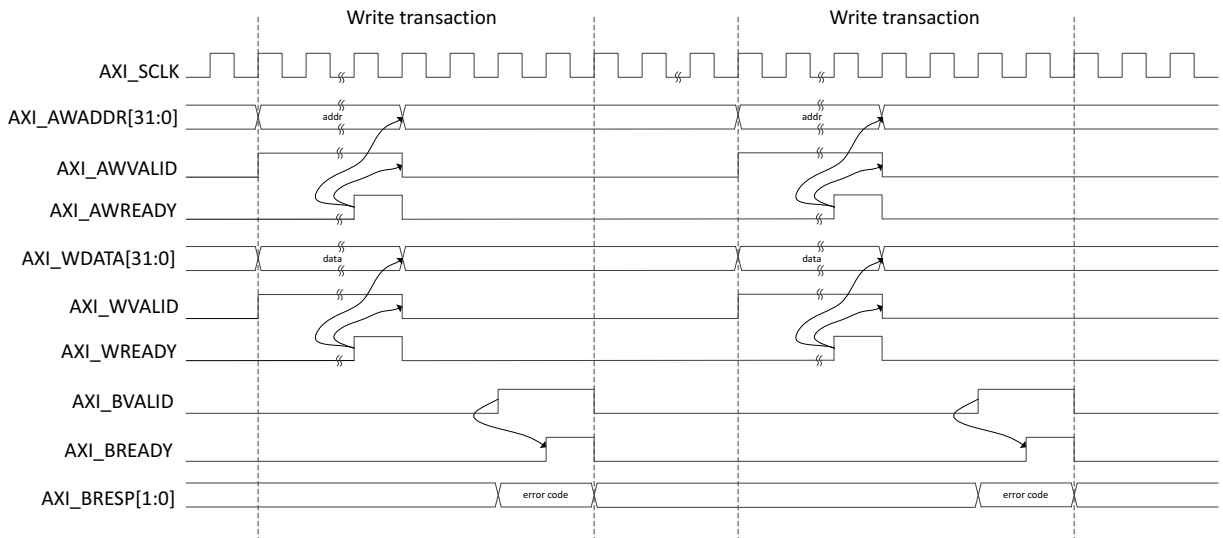 Write transaction Write transaction
AXI_SCLK
AXI_AWADDR[31:0] addr addr
AXI_AWVALID
AXI_AWREADY
AXI_WDATA[31:0] data data
AXI_WVALID
AXI_WREADY
AXI_BVALID
AXI_BREADY
AXI_BRESP[1:0] error code error code